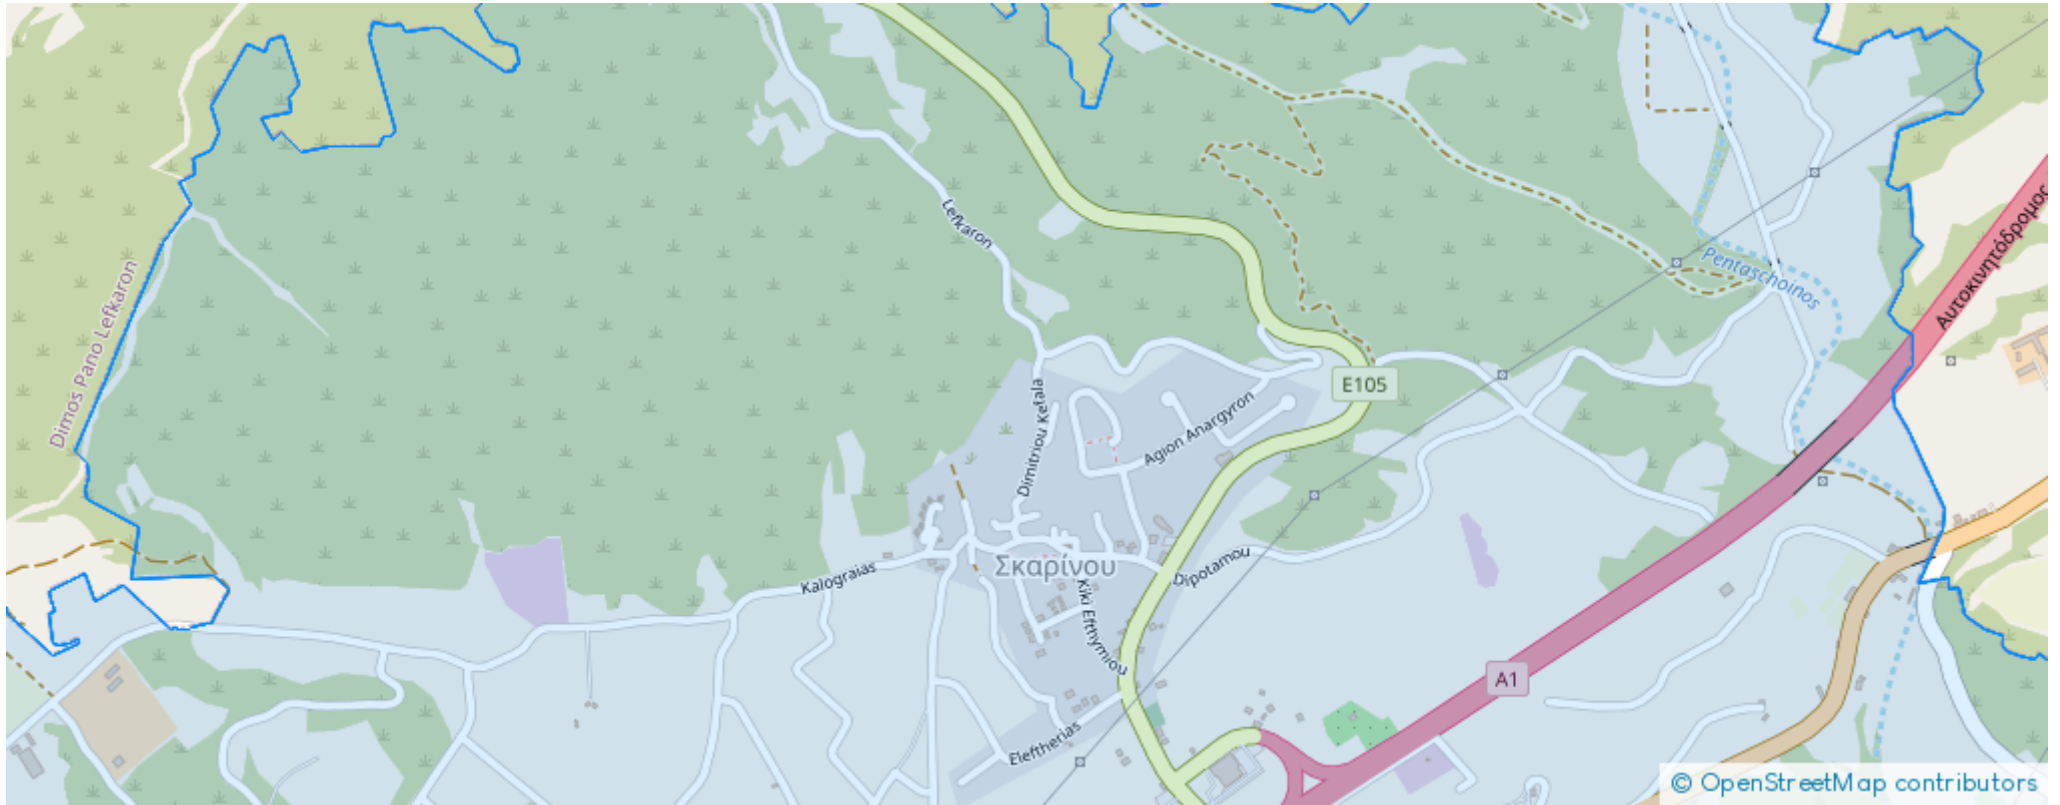 Lefkaron
Pentaschoinos
Αυτοκινητόδρομος
Dimos Pano Lefkaron
E105
Dimitriou Kefala
Agion Anargyron
Σκαρίνου
Dipotamou
Kalograias
Kiki Efthymiou
A1
Eleftherias
© OpenStreetMap contributors